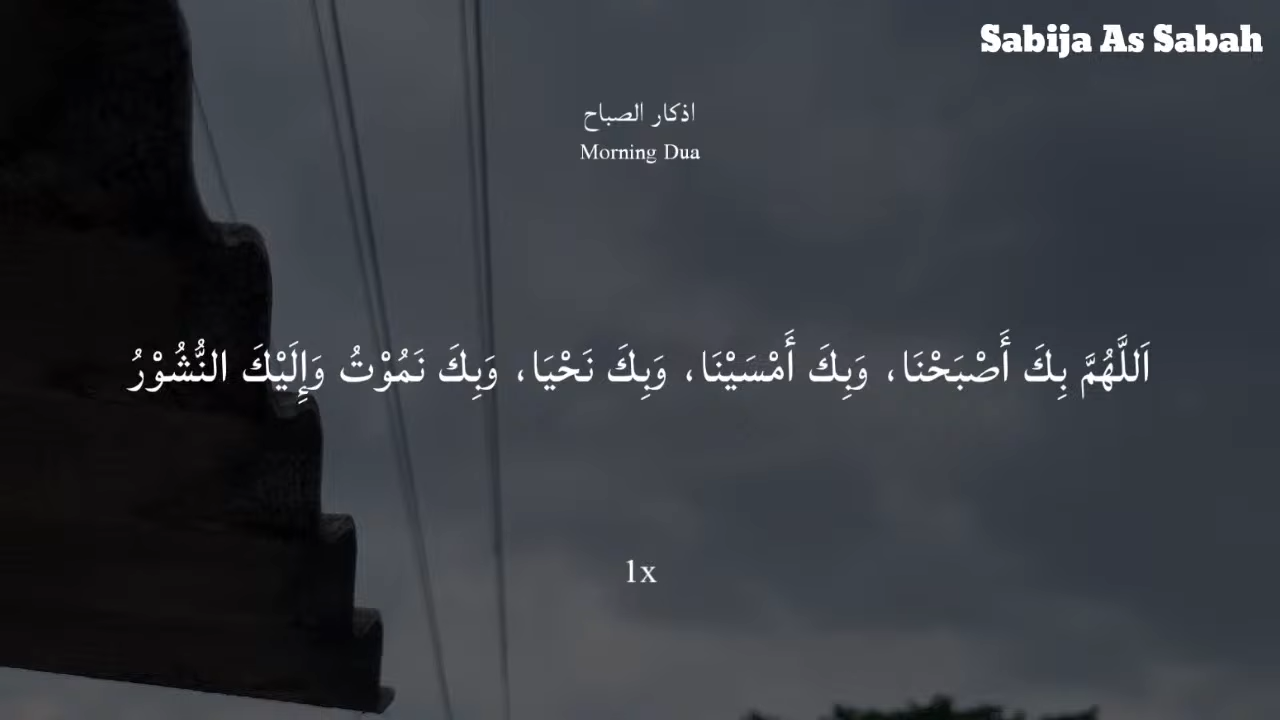 Sabija As Sabah
اذكار الصباح
Morning Dua
اَللَّهُمَّ بِكَ أَصْبَحْنَا، وَبِكَ أَمْسَيْنَا، وَبِكَ نَحْيَا، وَبِكَ نَمُوْتُ وَإِلَيْكَ النُّشُوْرُ
1x